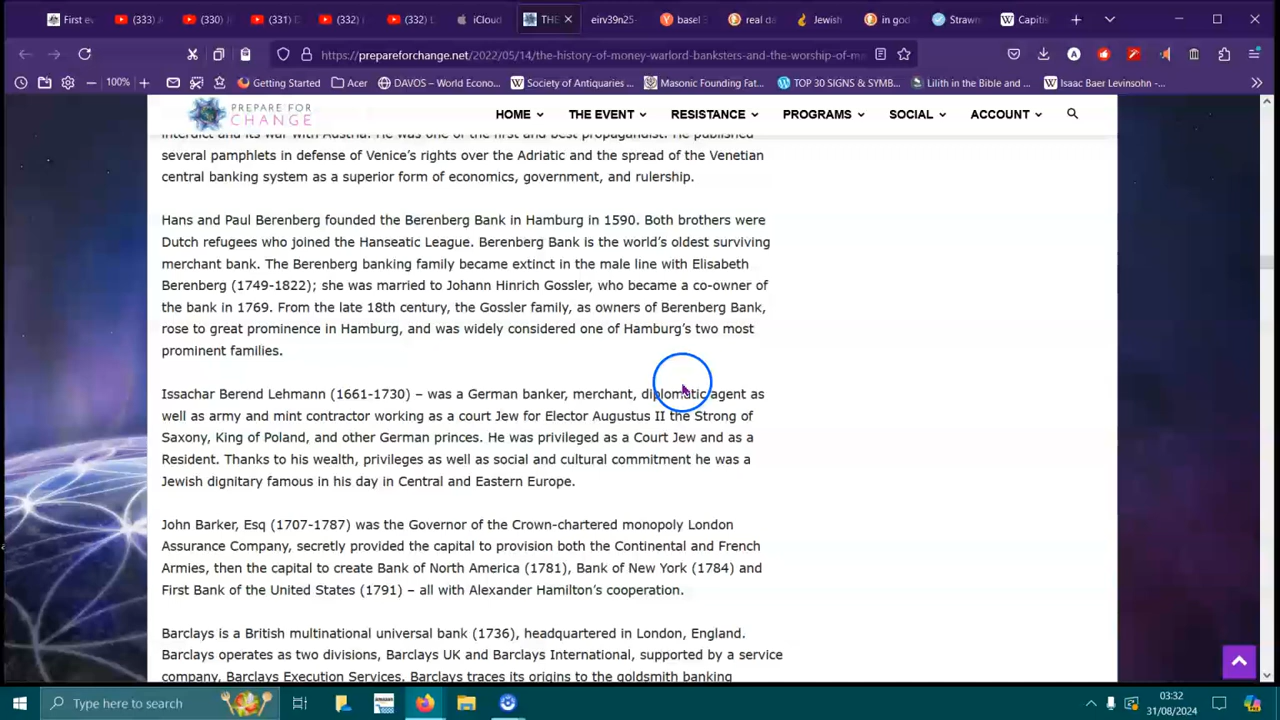 (333)
(330)
(331) D
(332)
(332) L
iCloud
THE
eirv39n25-
basel 3
real da
Jewish
in god
Strawn
Capitis
https://prepareforchange.net/2022/05/14/the-history-of-money-warlord-banksters-and-the-worship-of-m
100%
Getting Started
Acer
DAVOS – World Econo...
Society of Antiquaries ...
Masonic Founding Fat...
TOP 30 SIGNS & SYMB...
Lilith in the Bible and ...
Isaac Baer Levinsohn -...
PREPARE FOR
CHANGE
HOME
THE EVENT
RESISTANCE
PROGRAMS
SOCIAL
ACCOUNT
interdict and its war with Austria. He was one of the first and best propagandist. He published
several pamphlets in defense of Venice's rights over the Adriatic and the spread of the Venetian
central banking system as a superior form of economics, government, and rulership.
Hans and Paul Berenberg founded the Berenberg Bank in Hamburg in 1590. Both brothers were
Dutch refugees who joined the Hanseatic League. Berenberg Bank is the world's oldest surviving
merchant bank. The Berenberg banking family became extinct in the male line with Elisabeth
Berenberg (1749-1822); she was married to Johann Hinrich Gossler, who became a co-owner of
the bank in 1769. From the late 18th century, the Gossler family, as owners of Berenberg Bank,
rose to great prominence in Hamburg, and was widely considered one of Hamburg's two most
prominent families.
Issachar Berend Lehmann (1661-1730) – was a German banker, merchant, diplomatic agent as
well as army and mint contractor working as a court Jew for Elector Augustus II the Strong of
Saxony, King of Poland, and other German princes. He was privileged as a Court Jew and as a
Resident. Thanks to his wealth, privileges as well as social and cultural commitment he was a
Jewish dignitary famous in his day in Central and Eastern Europe.
John Barker, Esq (1707-1787) was the Governor of the Crown-chartered monopoly London
Assurance Company, secretly provided the capital to provision both the Continental and French
Armies, then the capital to create Bank of North America (1781), Bank of New York (1784) and
First Bank of the United States (1791) – all with Alexander Hamilton's cooperation.
Barclays is a British multinational universal bank (1736), headquartered in London, England.
Barclays operates as two divisions, Barclays UK and Barclays International, supported by a service
company, Barclays Execution Services. Barclays traces its origins to the goldsmith banking
Type here to search
03:32
31/08/2024